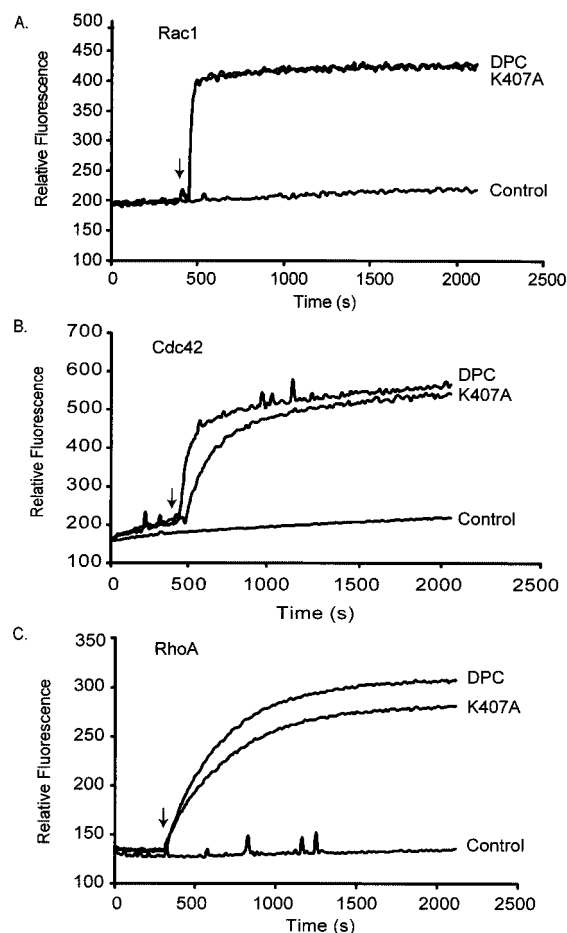 A.
Rac1
Relative Fluorescence
500
450
400
350
300
250
200
150
100
DPC
K407A
Control
0
500
1000
1500
2000
2500
Time (s)
B.
Cdc42
Relative Fluorescence
700
600
500
400
300
200
100
DPC
K407A
Control
0
500
1000
1500
2000
2500
Time (s)
C.
RhoA
Relative Fluorescence
350
300
250
200
150
100
DPC
K407A
Control
0
500
1000
1500
2000
2500
Time (s)